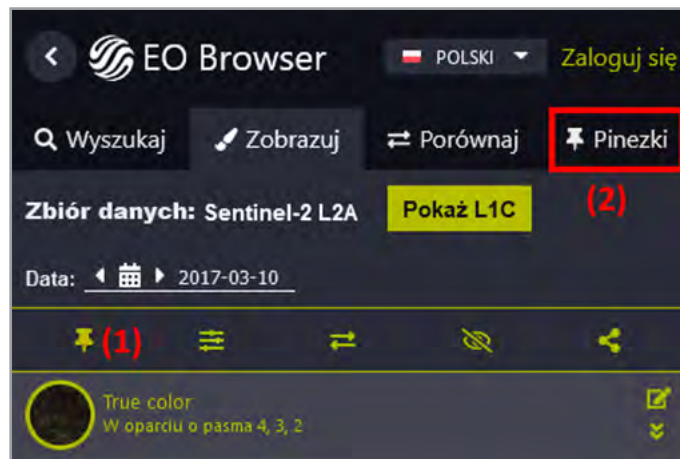 EO Browser POLSKI Zaloguj się
Wyszukaj Zobrazuj Porównaj Pinezki
Zbiór danych: Sentinel-2 L2A Pokaż L1C (2)
Data: 2017-03-10
(1)
True color
W oparciu o pasma 4, 3, 2